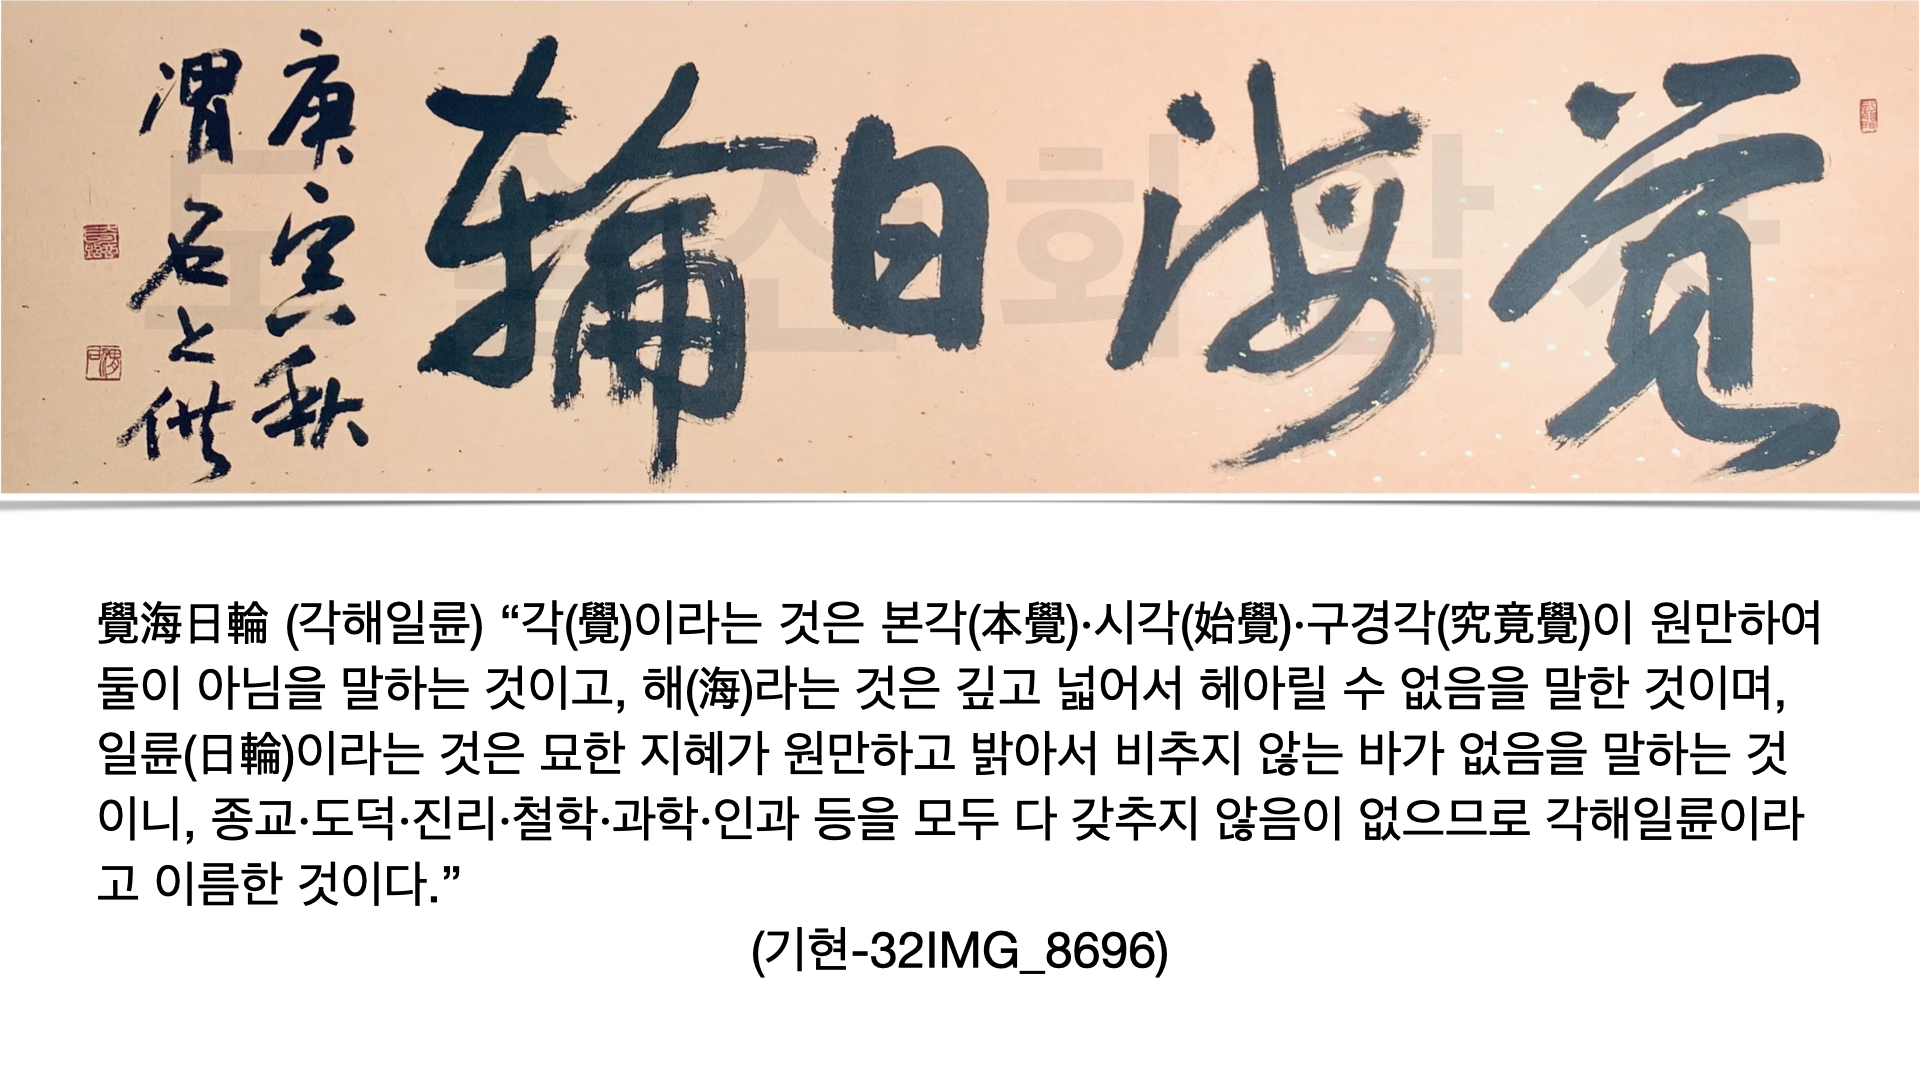 覺海日輪
庚寅秋
渭石之供
覺海日輪 (각해일륜) “각(覺)이라는 것은 본각(本覺)·시각(始覺)·구경각(究竟覺)이 원만하여
둘이 아님을 말하는 것이고, 해(海)라는 것은 깊고 넓어서 헤아릴 수 없음을 말한 것이며,
일륜(日輪)이라는 것은 묘한 지혜가 원만하고 밝아서 비추지 않는 바가 없음을 말하는 것
이니, 종교·도덕·진리·철학·과학·인과 등을 모두 다 갖추지 않음이 없으므로 각해일륜이라
고 이름한 것이다.”
(기현-32IMG_8696)